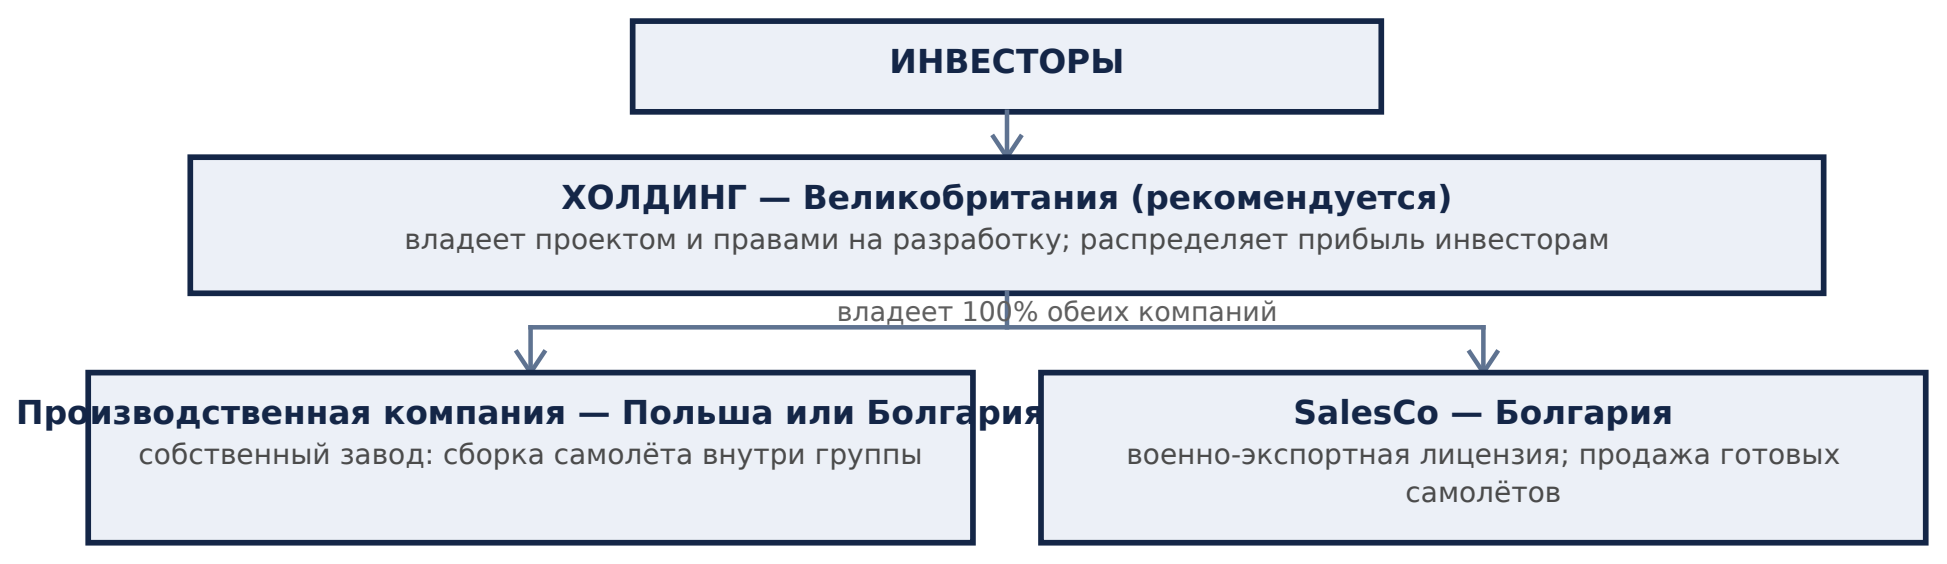 ИНВЕСТОРЫ
ХОЛДИНГ — Великобритания (рекомендуется)
владеет проектом и правами на разработку; распределяет прибыль инвесторам
владеет 100% обеих компаний
Производственная компания — Польша или Болгария
собственный завод: сборка самолёта внутри группы
SalesCo — Болгария
военно-экспортная лицензия; продажа готовых
самолётов